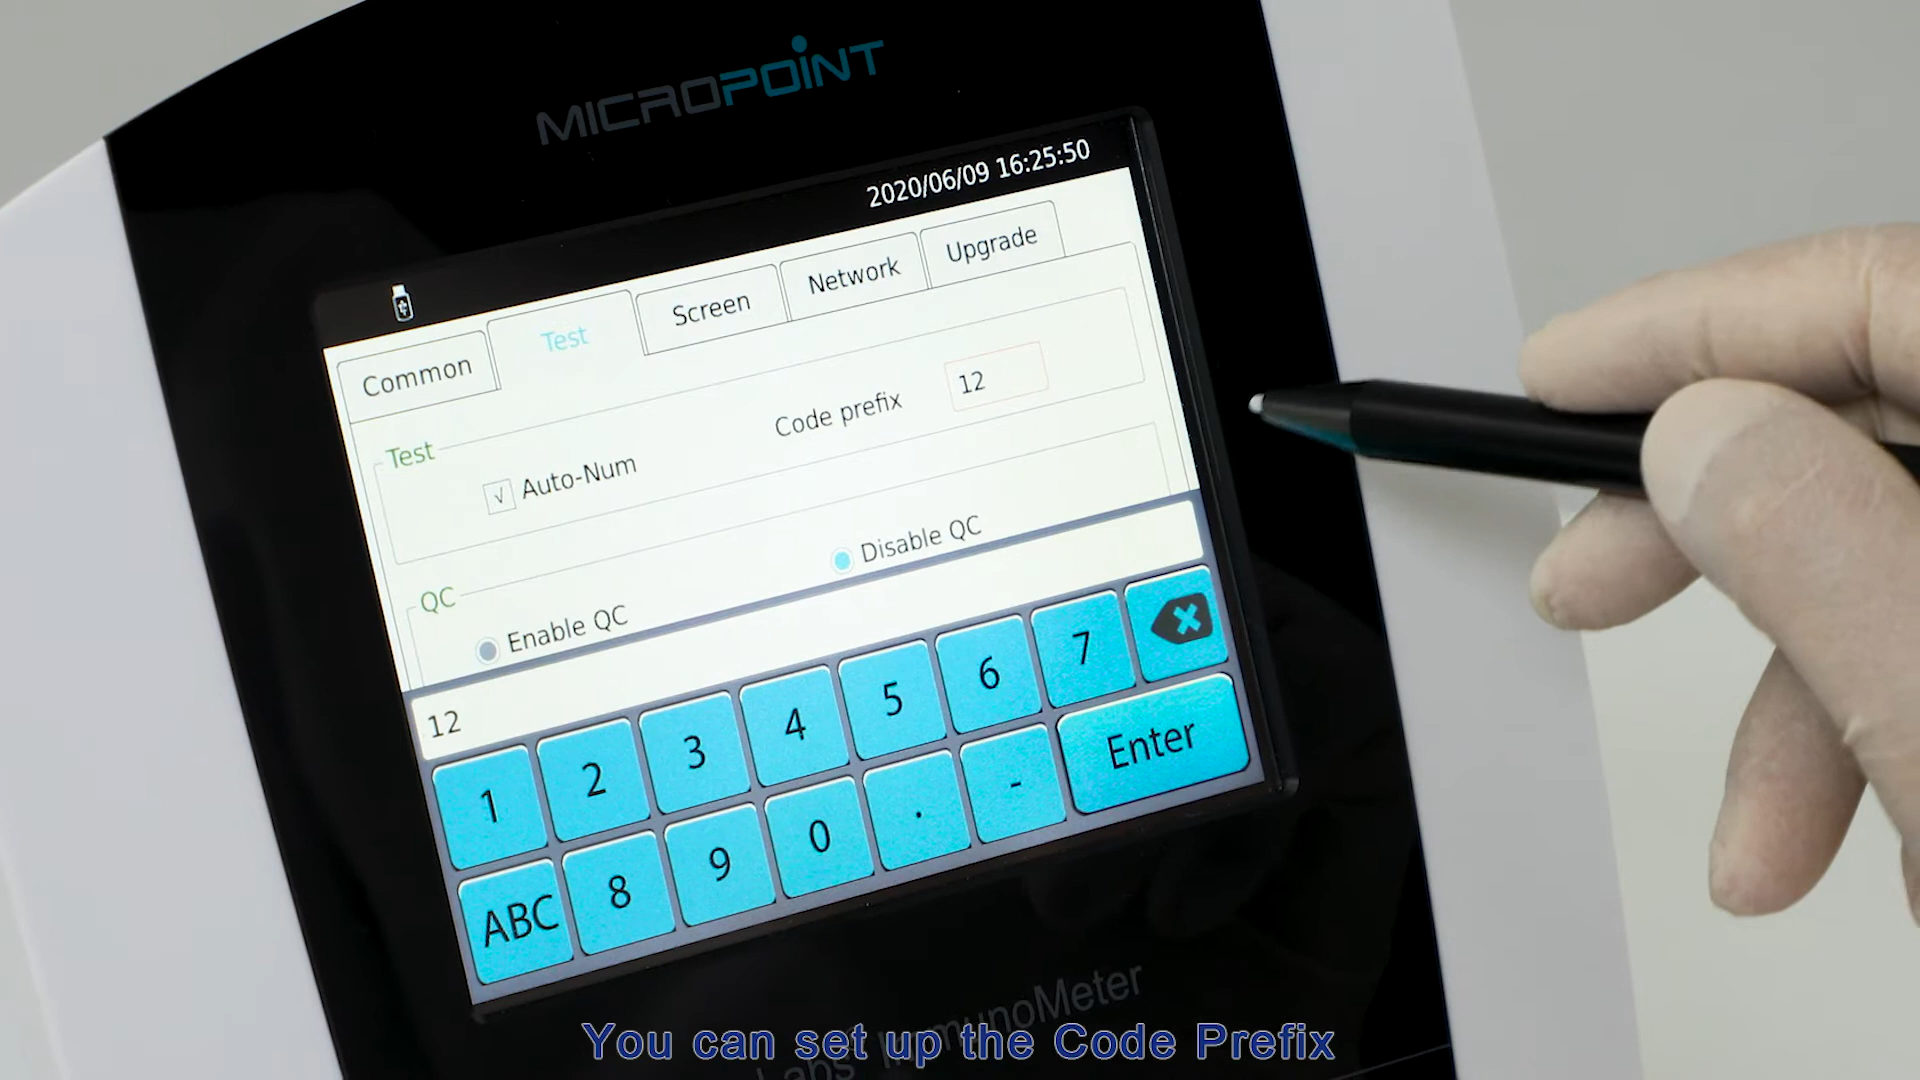 MICROPOINT
2020/06/09 16:25:50
Common
Test
Screen
Network
Upgrade
Test
√ Auto-Num
Code prefix
12
QC
Enable QC
Disable QC
12
1 2 3 4 5 6 7
ABC 8 9 0 . - Enter
ImmunoMeter
You can set up the Code Prefix